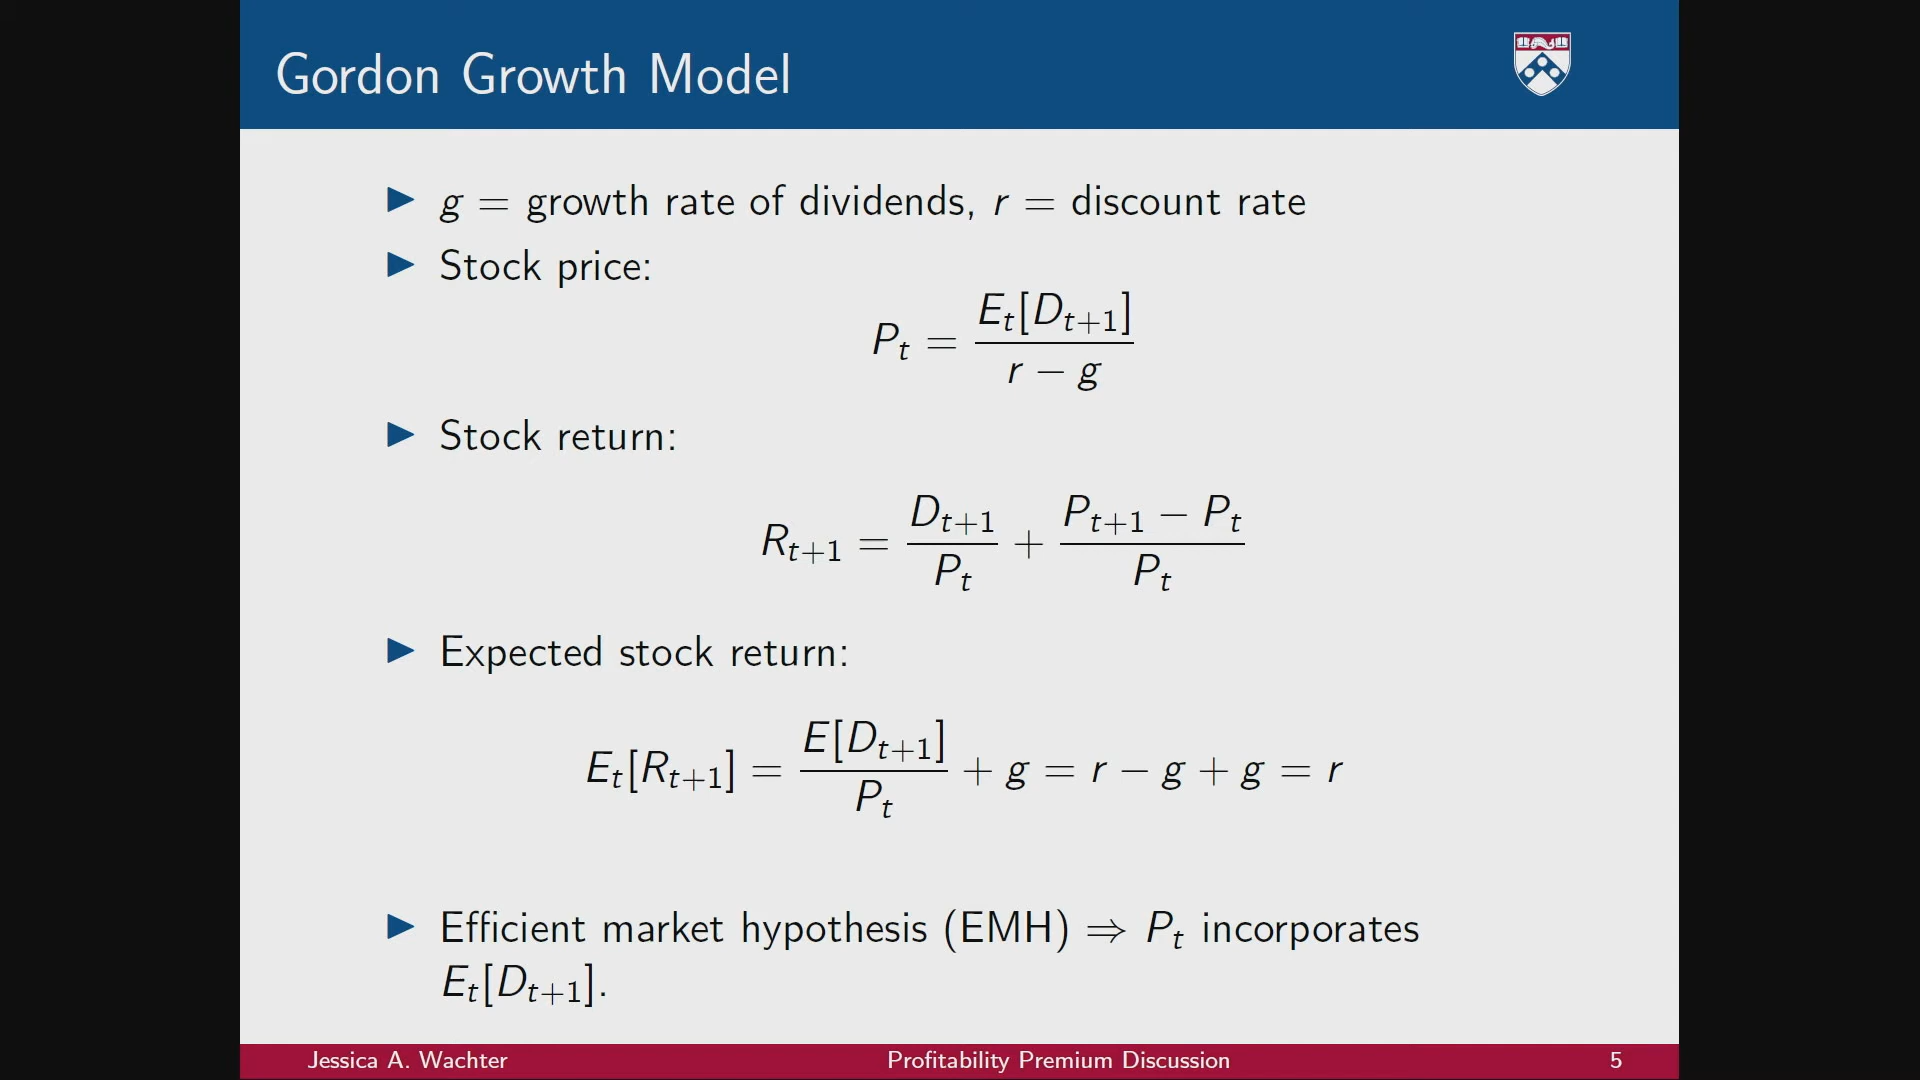 Gordon Growth Model
g = growth rate of dividends, r = discount rate
Stock price:
P_t = E_t[D_{t+1}] / (r − g)
Stock return:
R_{t+1} = D_{t+1} / P_t + (P_{t+1} − P_t) / P_t
Expected stock return:
E_t[R_{t+1}] = E[D_{t+1}] / P_t + g = r − g + g = r
Efficient market hypothesis (EMH) ⇒ P_t incorporates
E_t[D_{t+1}].
Jessica A. Wachter Profitability Premium Discussion 5